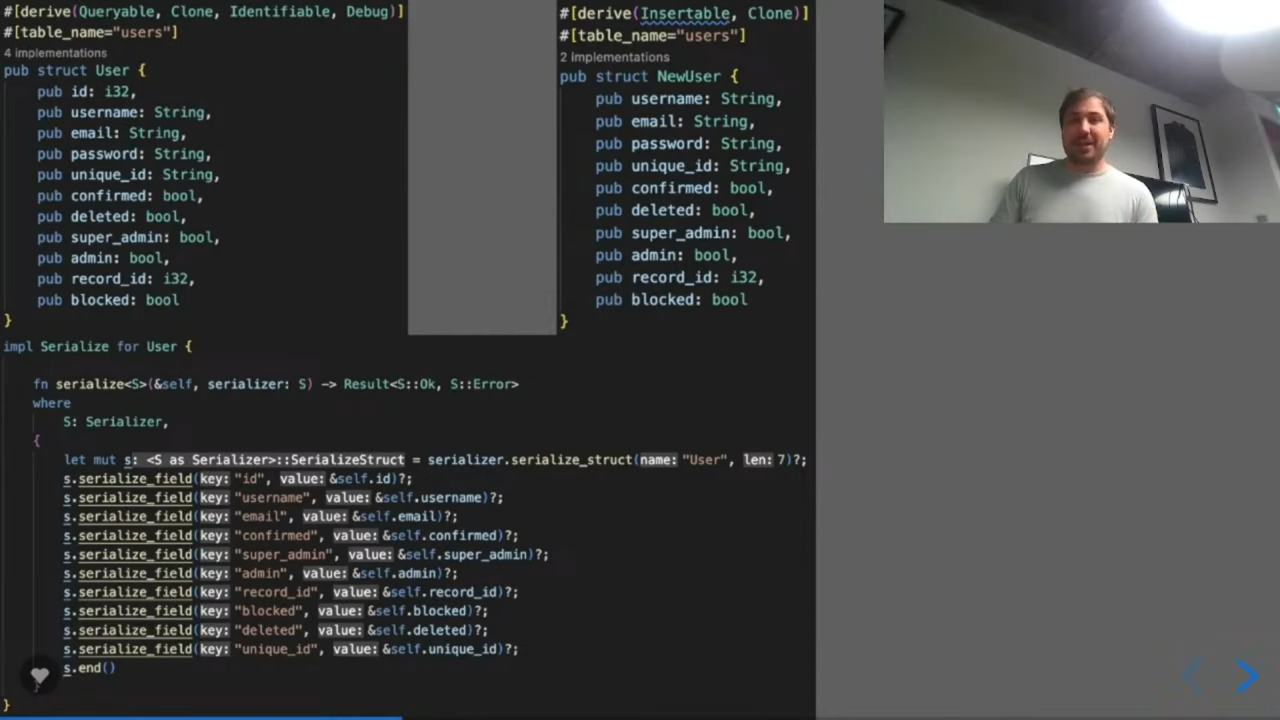 #[derive(Queryable, Clone, Identifiable, Debug)]
#[table_name="users"]
4 implementations
pub struct User {
pub id: i32,
pub username: String,
pub email: String,
pub password: String,
pub unique_id: String,
pub confirmed: bool,
pub deleted: bool,
pub super_admin: bool,
pub admin: bool,
pub record_id: i32,
pub blocked: bool
}
#[derive(Insertable, Clone)]
#[table_name="users"]
2 implementations
pub struct NewUser {
pub username: String,
pub email: String,
pub password: String,
pub unique_id: String,
pub confirmed: bool,
pub deleted: bool,
pub super_admin: bool,
pub admin: bool,
pub record_id: i32,
pub blocked: bool
}
impl Serialize for User {
fn serialize<S>(&self, serializer: S) -> Result<S::Ok, S::Error>
where
S: Serializer,
{
let mut s: <S as Serializer>::SerializeStruct = serializer.serialize_struct(name: "User", len: 7)?;
s.serialize_field(key: "id", value: &self.id)?;
s.serialize_field(key: "username", value: &self.username)?;
s.serialize_field(key: "email", value: &self.email)?;
s.serialize_field(key: "confirmed", value: &self.confirmed)?;
s.serialize_field(key: "super_admin", value: &self.super_admin)?;
s.serialize_field(key: "admin", value: &self.admin)?;
s.serialize_field(key: "record_id", value: &self.record_id)?;
s.serialize_field(key: "blocked", value: &self.blocked)?;
s.serialize_field(key: "deleted", value: &self.deleted)?;
s.serialize_field(key: "unique_id", value: &self.unique_id)?;
s.end()
}
}